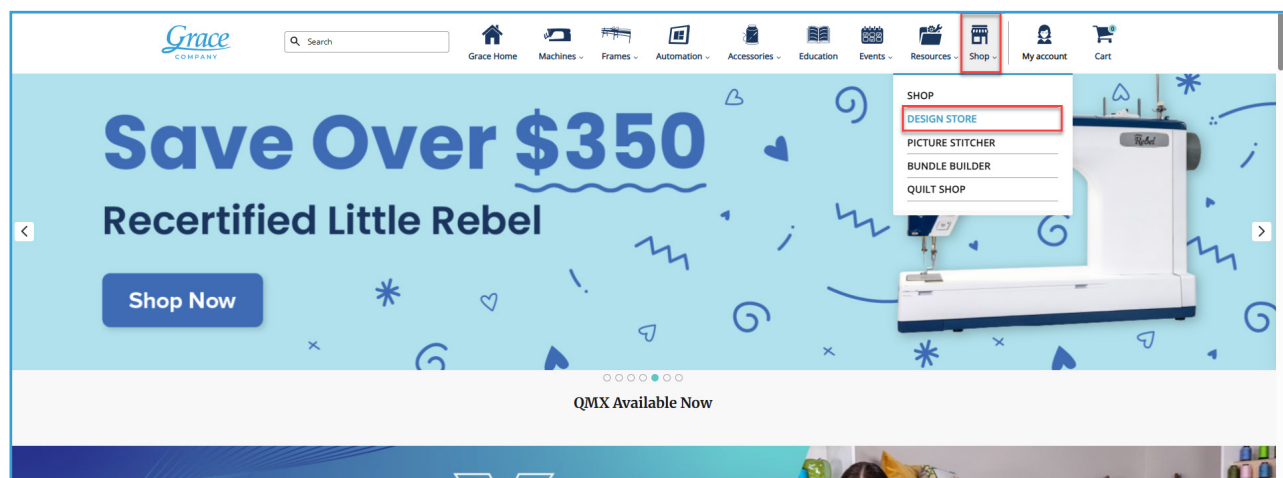 Grace
COMPANY
Search
Grace Home
Machines
Frames
Automation
Accessories
Education
Events
Resources
Shop
My account
0
Cart
SHOP
DESIGN STORE
PICTURE STITCHER
BUNDLE BUILDER
QUILT SHOP
Save Over $350
Recertified Little Rebel
Shop Now
Rebel
QMX Available Now